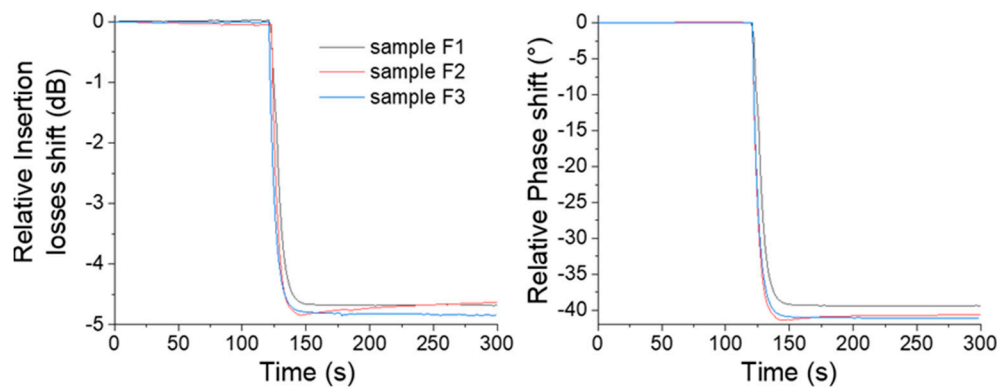 Relative Insertion
losses shift (dB)
0
-1
-2
-3
-4
-5
sample F1
sample F2
sample F3
0 50 100 150 200 250 300
Time (s)
Relative Phase shift (°)
0
-5
-10
-15
-20
-25
-30
-35
-40
0 50 100 150 200 250 300
Time (s)